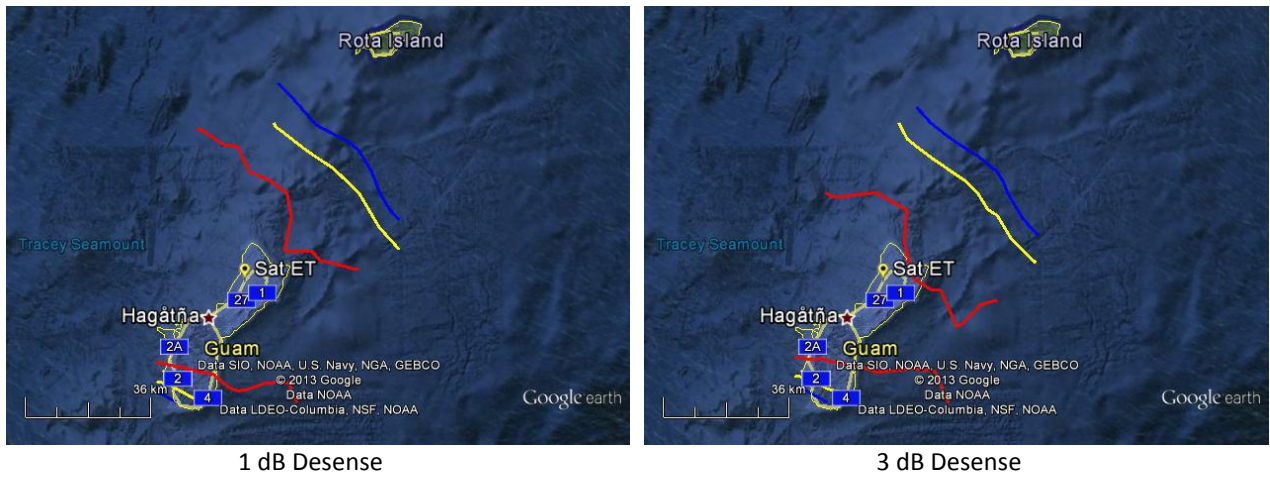 Rota Island
Tracey Seamount
Sat ET
1
27
Hagåtña
2A
Guam
Data SIO, NOAA, U.S. Navy, NGA, GEBCO
2
© 2013 Google
36 km
Data NOAA
4
Google earth
Data LDEO-Columbia, NSF, NOAA
1 dB Desense
Rota Island
Tracey Seamount
Sat ET
1
27
Hagåtña
2A
Guam
Data SIO, NOAA, U.S. Navy, NGA, GEBCO
2
© 2013 Google
36 km
Data NOAA
4
Google earth
Data LDEO-Columbia, NSF, NOAA
3 dB Desense